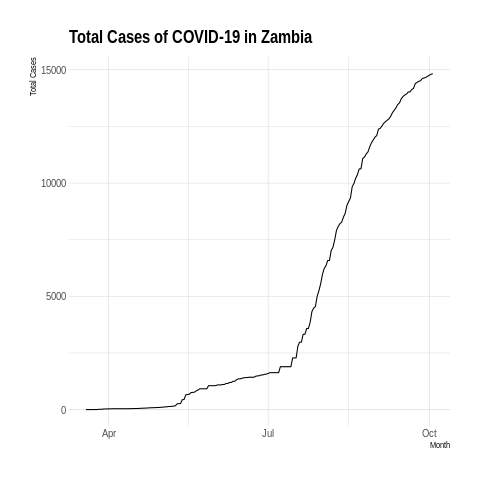 Total Cases of COVID-19 in Zambia
Total Cases
15000
10000
5000
0
Apr
Jul
Oct
Month